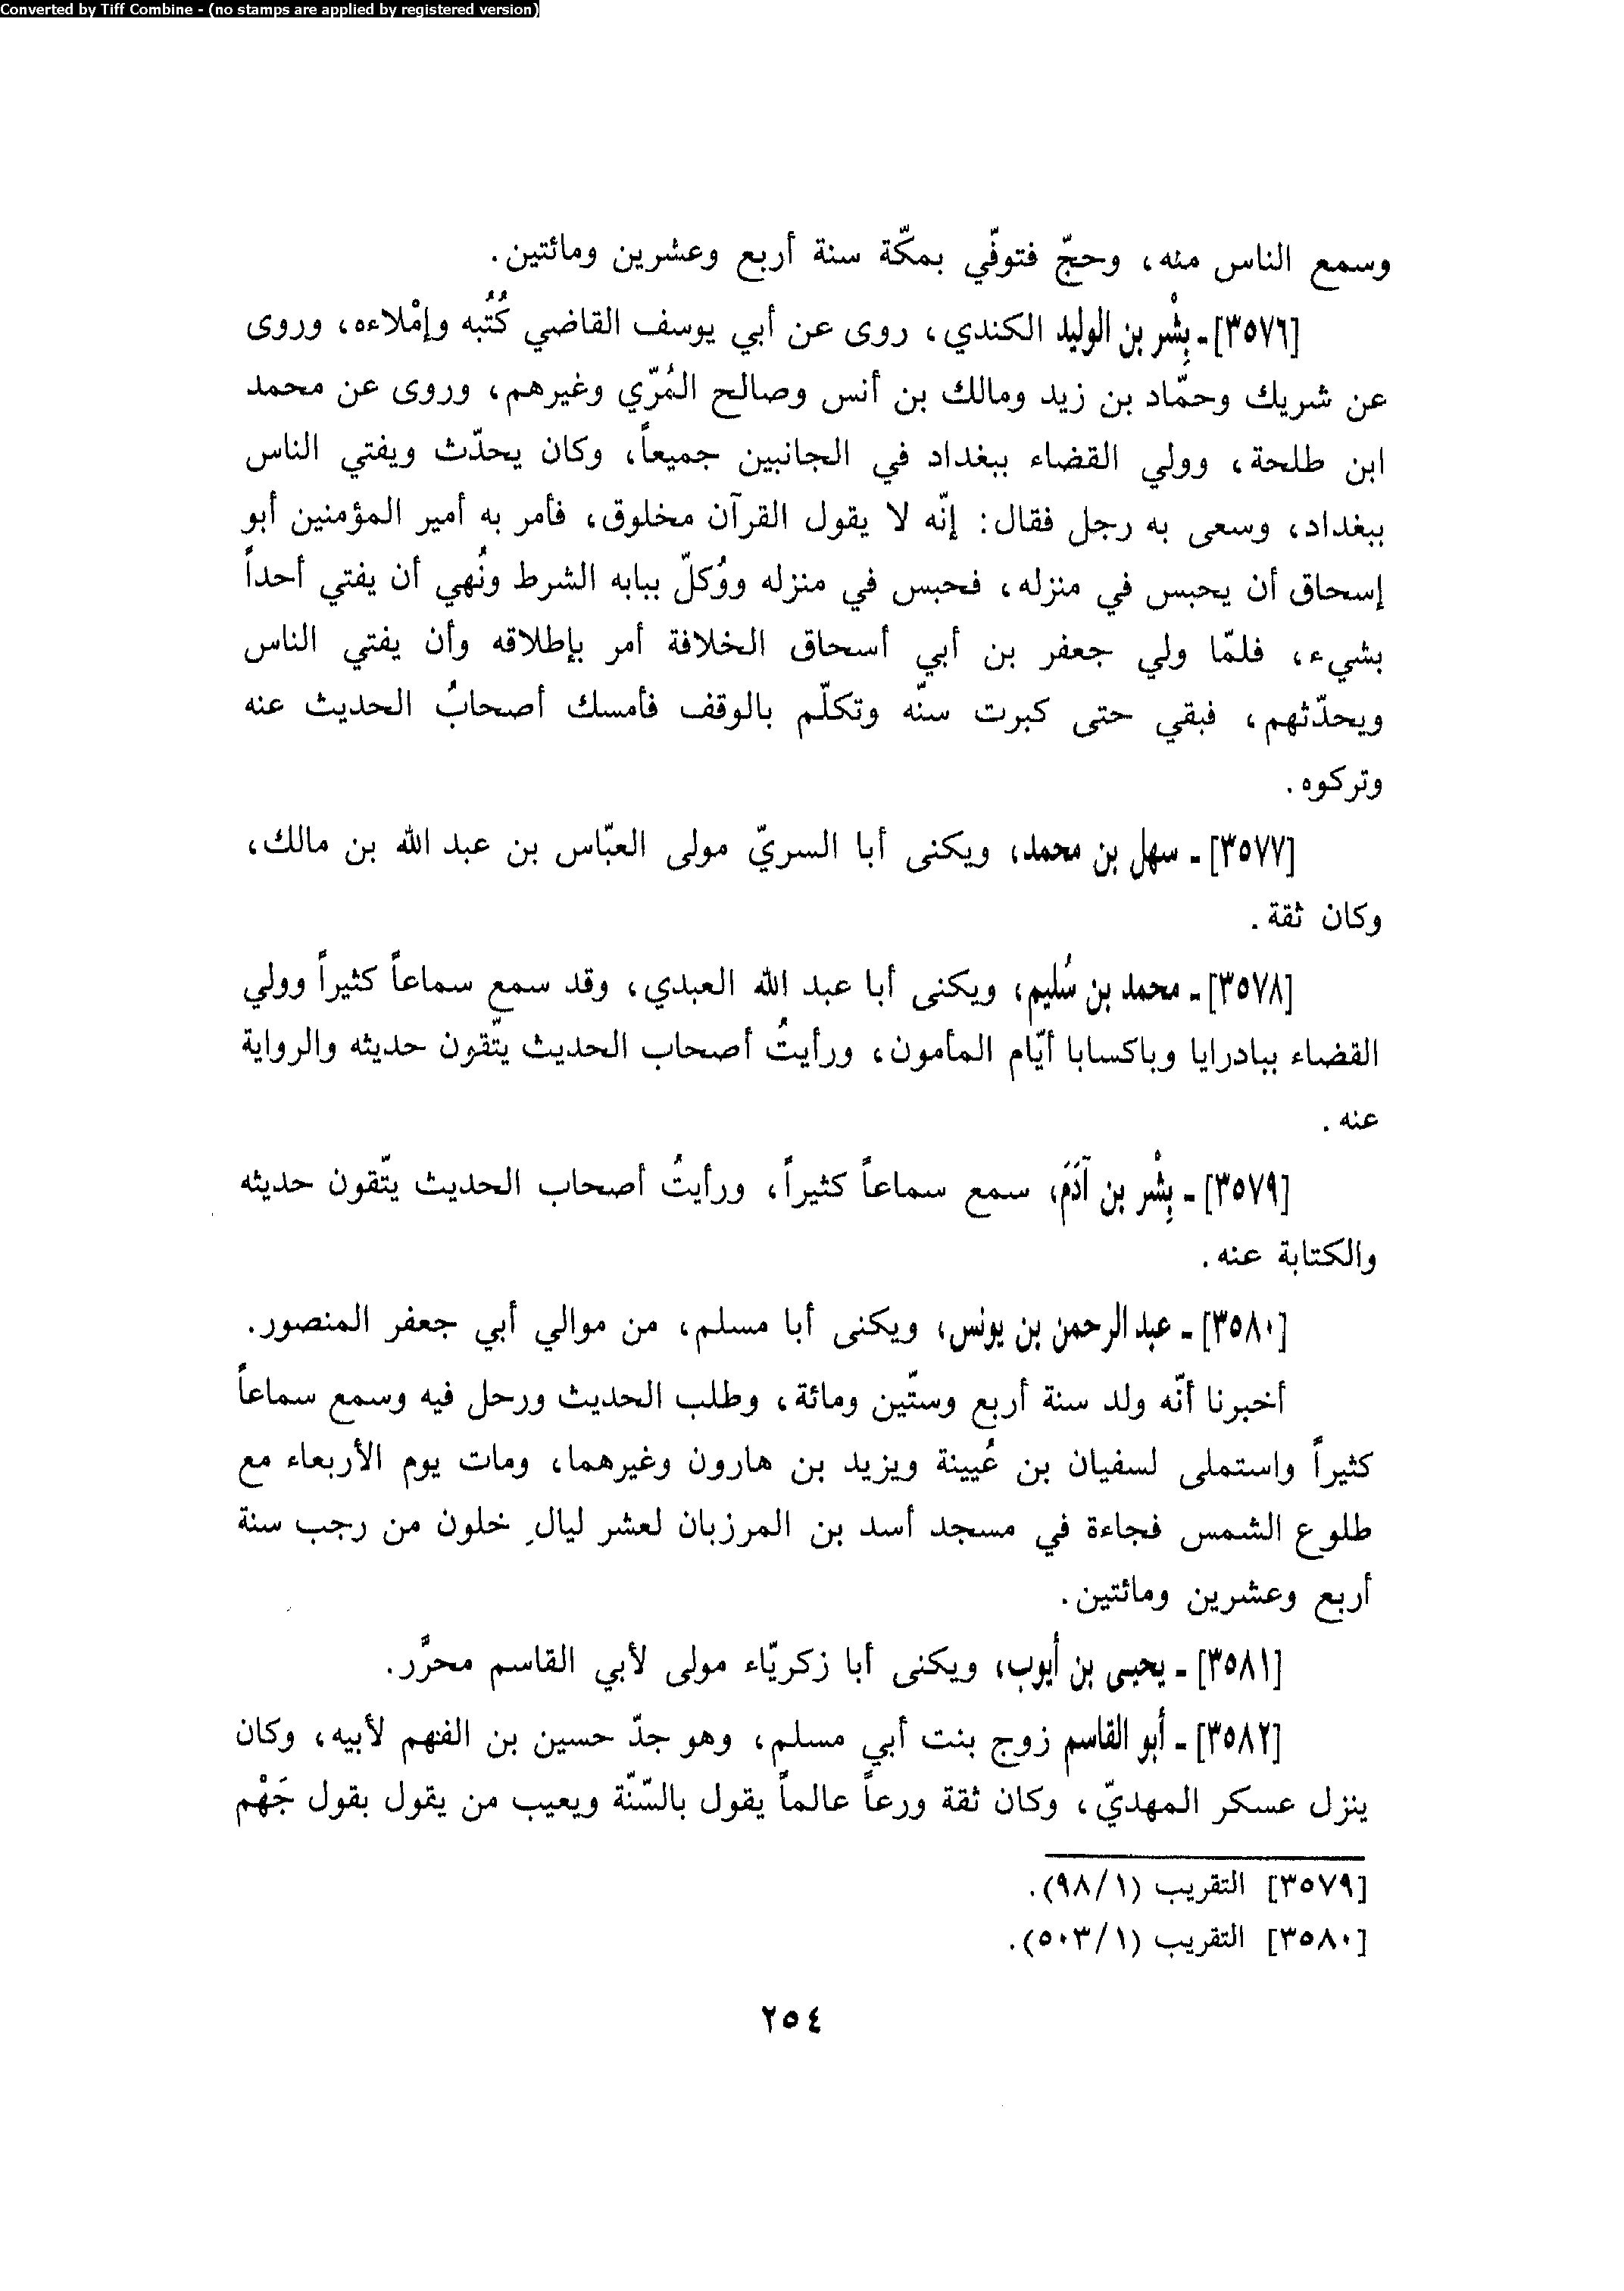 Converted by Tiff Combine - (no stamps are applied by registered version)
وسمع الناس منه، وحجّ فتوفّي بمكّة سنة أربع وعشرين ومائتين.
[٣٥٧٦] ـ بِشْر بن الوليد الكندي، روى عن أبي يوسف القاضي كُتُبه وإمْلاءه، وروى
عن شريك وحمّاد بن زيد ومالك بن أنس وصالح المُرّي وغيرهم، وروى عن محمد
ابن طلحة، وولي القضاء ببغداد في الجانبين جميعاً، وكان يحدّث ويفتي الناس
ببغداد، وسعى به رجل فقال: إنّه لا يقول القرآن مخلوق، فأمر به أمير المؤمنين أبو
إسحاق أن يحبس في منزله، فحبس في منزله ووُكلّ ببابه الشرط ونُهي أن يفتي أحداً
بشيء، فلمّا ولي جعفر بن أبي أسحاق الخلافة أمر بإطلاقه وأن يفتي الناس
ويحدّثهم، فبقي حتى كبرت سنّه وتكلّم بالوقف فأمسك أصحابُ الحديث عنه
وتركوه.
[٣٥٧٧] ـ سهل بن محمد، ويكنى أبا السريّ مولى العبّاس بن عبد الله بن مالك،
وكان ثقة.
[٣٥٧٨] ـ محمد بن سُليم، ويكنى أبا عبد الله العبدي، وقد سمع سماعاً كثيراً وولي
القضاء ببادرايا وباكسابا أيّام المأمون، ورأيتُ أصحاب الحديث يتّقون حديثه والرواية
عنه.
[٣٥٧٩] ـ بِشْر بن آدَمَ، سمع سماعاً كثيراً، ورأيتُ أصحاب الحديث يتّقون حديثه
والكتابة عنه.
[٣٥٨٠] ـ عبد الرحمن بن يونس، ويكنى أبا مسلم، من موالي أبي جعفر المنصور.
أخبرنا أنّه ولد سنة أربع وستّين ومائة، وطلب الحديث ورحل فيه وسمع سماعاً
كثيراً واستملى لسفيان بن عُيينة ويزيد بن هارون وغيرهما، ومات يوم الأربعاء مع
طلوع الشمس فجاءة في مسجد أسد بن المرزبان لعشر ليالٍ خلون من رجب سنة
أربع وعشرين ومائتين.
[٣٥٨١] ـ يحيى بن أيوب، ويكنى أبا زكريّاء مولى لأبي القاسم محرَّر.
[٣٥٨٢] ـ أبو القاسم زوج بنت أبي مسلم، وهو جدّ حسين بن الفهم لأبيه، وكان
ينزل عسكر المهديّ، وكان ثقة ورعاً عالماً يقول بالسّنّة ويعيب من يقول بقول جَهْم
[٣٥٧٩] التقريب (٩٨/١).
[٣٥٨٠] التقريب (٥٠٣/١).
٢٥٤